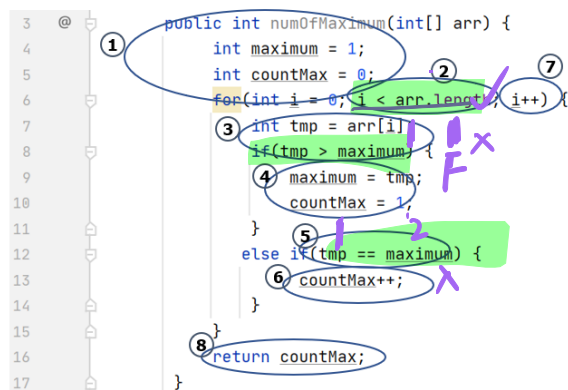 3 @ public int numOfMaximum(int[] arr) {
4 ① int maximum = 1;
5 int countMax = 0; ② ⑦
6 for(int i = 0; i < arr.length; i++) {
7 ③ int tmp = arr[i] 1 1 x
8 if(tmp > maximum) { F
9 ④ maximum = tmp;
10 countMax = 1;
11 } ⑤ 1 2
12 else if(tmp == maximum) {
13 ⑥ countMax++; x
14 }
15 }
16 ⑧ return countMax;
17 }